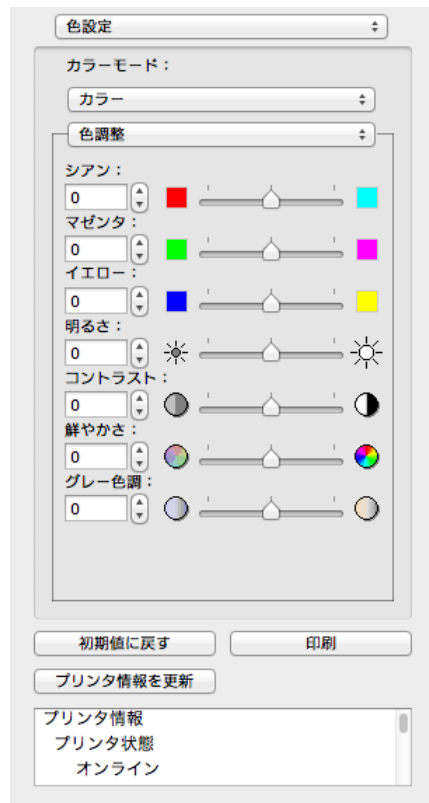 色設定
カラーモード：
カラー
色調整
シアン：
0
マゼンタ：
0
イエロー：
0
明るさ：
0
コントラスト：
0
鮮やかさ：
0
グレー色調：
0
初期値に戻す 印刷
プリンタ情報を更新
プリンタ情報
プリンタ状態
オンライン